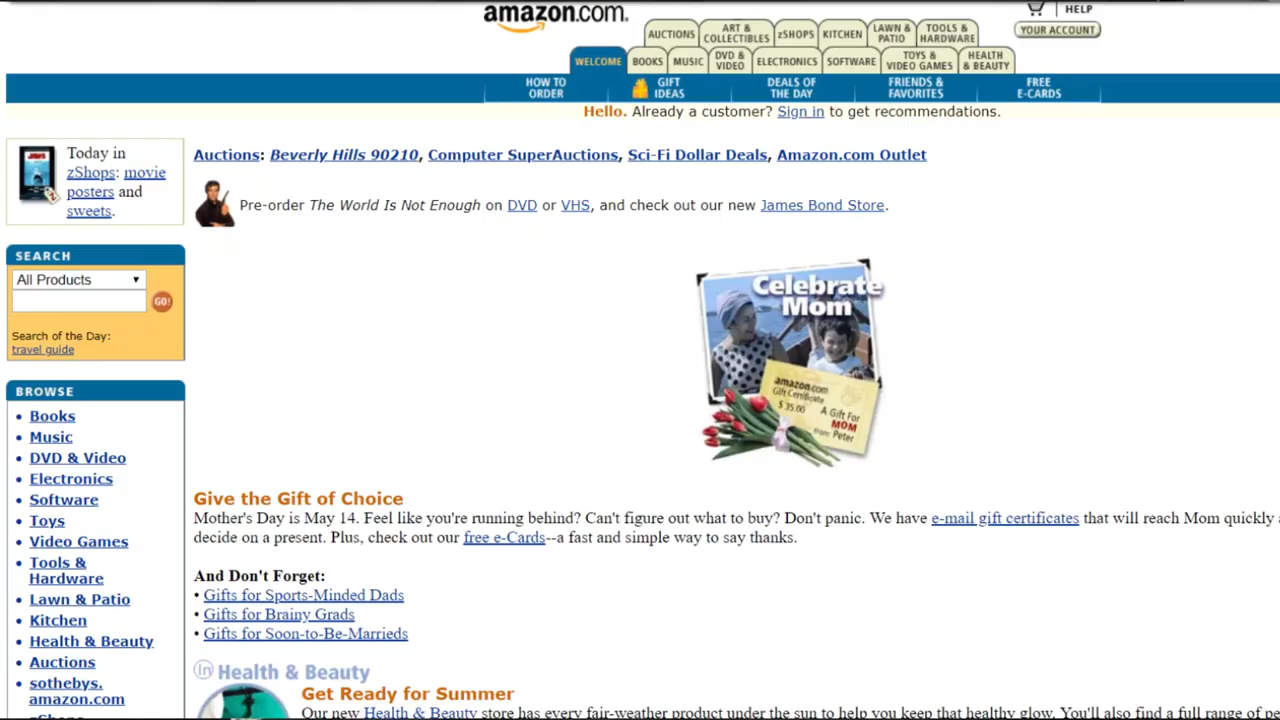 amazon.com.
HELP
YOUR ACCOUNT
AUCTIONS
ART &
COLLECTIBLES
zSHOPS
KITCHEN
LAWN &
PATIO
TOOLS &
HARDWARE
WELCOME
BOOKS
MUSIC
DVD &
VIDEO
ELECTRONICS
SOFTWARE
TOYS &
VIDEO GAMES
HEALTH
& BEAUTY
HOW TO
ORDER
GIFT
IDEAS
DEALS OF
THE DAY
FRIENDS &
FAVORITES
FREE
E-CARDS
Hello. Already a customer? Sign in to get recommendations.
JAWS
Today in
zShops: movie
posters and
sweets.
Auctions: Beverly Hills 90210, Computer SuperAuctions, Sci-Fi Dollar Deals, Amazon.com Outlet
Pre-order The World Is Not Enough on DVD or VHS, and check out our new James Bond Store.
SEARCH
All Products
GO!
Search of the Day:
travel guide
Celebrate
Mom
amazon.com
Gift Certificate
$ 35.00
A Gift For
MOM
from: Peter
BROWSE
• Books
• Music
• DVD & Video
• Electronics
• Software
• Toys
• Video Games
• Tools &
Hardware
• Lawn & Patio
• Kitchen
• Health & Beauty
• Auctions
• sothebys.
amazon.com
zShops
Give the Gift of Choice
Mother's Day is May 14. Feel like you're running behind? Can't figure out what to buy? Don't panic. We have e-mail gift certificates that will reach Mom quickly
decide on a present. Plus, check out our free e-Cards--a fast and simple way to say thanks.
And Don't Forget:
• Gifts for Sports-Minded Dads
• Gifts for Brainy Grads
• Gifts for Soon-to-Be-Marrieds
In Health & Beauty
Get Ready for Summer
Our new Health & Beauty store has every fair-weather product under the sun to help you keep that healthy glow. You'll also find a full range of